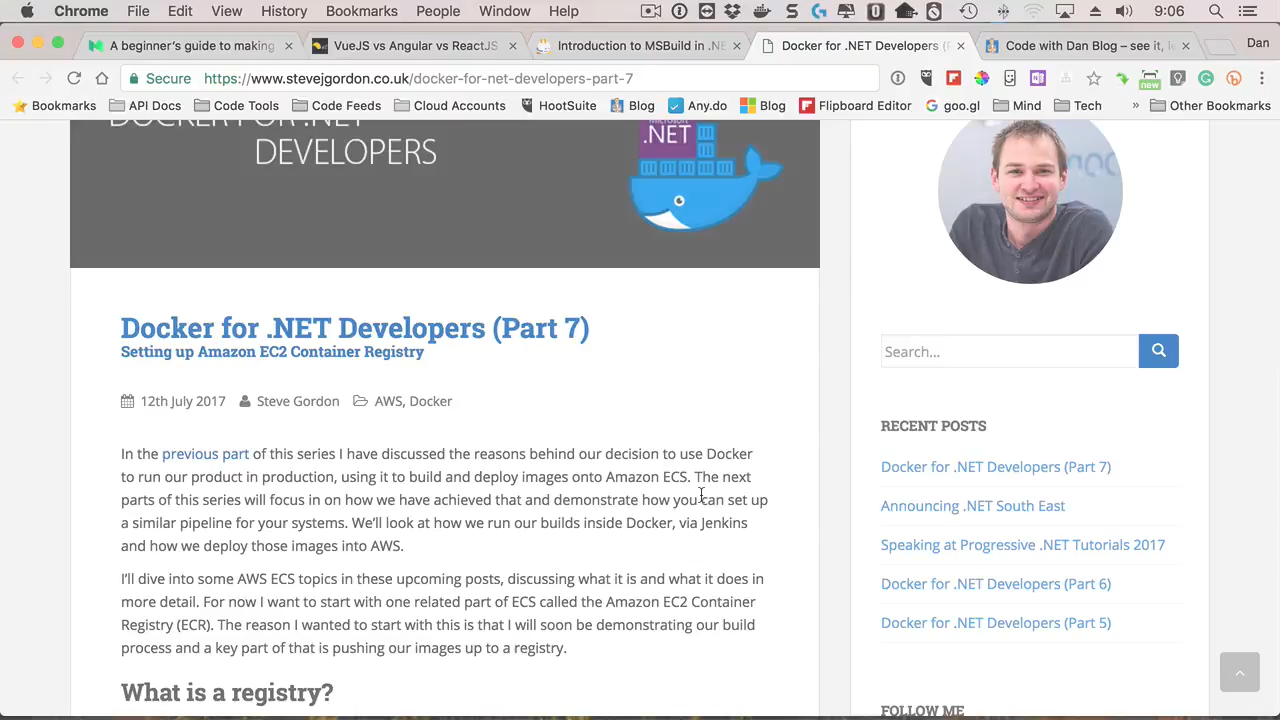 Chrome File Edit View History Bookmarks People Window Help 9:06
A beginner's guide to making VueJS vs Angular vs ReactJS Introduction to MSBuild in .NE Docker for .NET Developers (P Code with Dan Blog – see it, le Dan
Secure https://www.stevejgordon.co.uk/docker-for-net-developers-part-7 new
Bookmarks API Docs Code Tools Code Feeds Cloud Accounts HootSuite Blog Any.do Blog Flipboard Editor goo.gl Mind Tech » Other Bookmarks
DOCKER FOR .NET
DEVELOPERS
.NET
Docker for .NET Developers (Part 7)
Setting up Amazon EC2 Container Registry
12th July 2017 Steve Gordon AWS, Docker
In the previous part of this series I have discussed the reasons behind our decision to use Docker
to run our product in production, using it to build and deploy images onto Amazon ECS. The next
parts of this series will focus in on how we have achieved that and demonstrate how you can set up
a similar pipeline for your systems. We'll look at how we run our builds inside Docker, via Jenkins
and how we deploy those images into AWS.
I'll dive into some AWS ECS topics in these upcoming posts, discussing what it is and what it does in
more detail. For now I want to start with one related part of ECS called the Amazon EC2 Container
Registry (ECR). The reason I wanted to start with this is that I will soon be demonstrating our build
process and a key part of that is pushing our images up to a registry.
What is a registry?
Search...
RECENT POSTS
Docker for .NET Developers (Part 7)
Announcing .NET South East
Speaking at Progressive .NET Tutorials 2017
Docker for .NET Developers (Part 6)
Docker for .NET Developers (Part 5)
FOLLOW ME